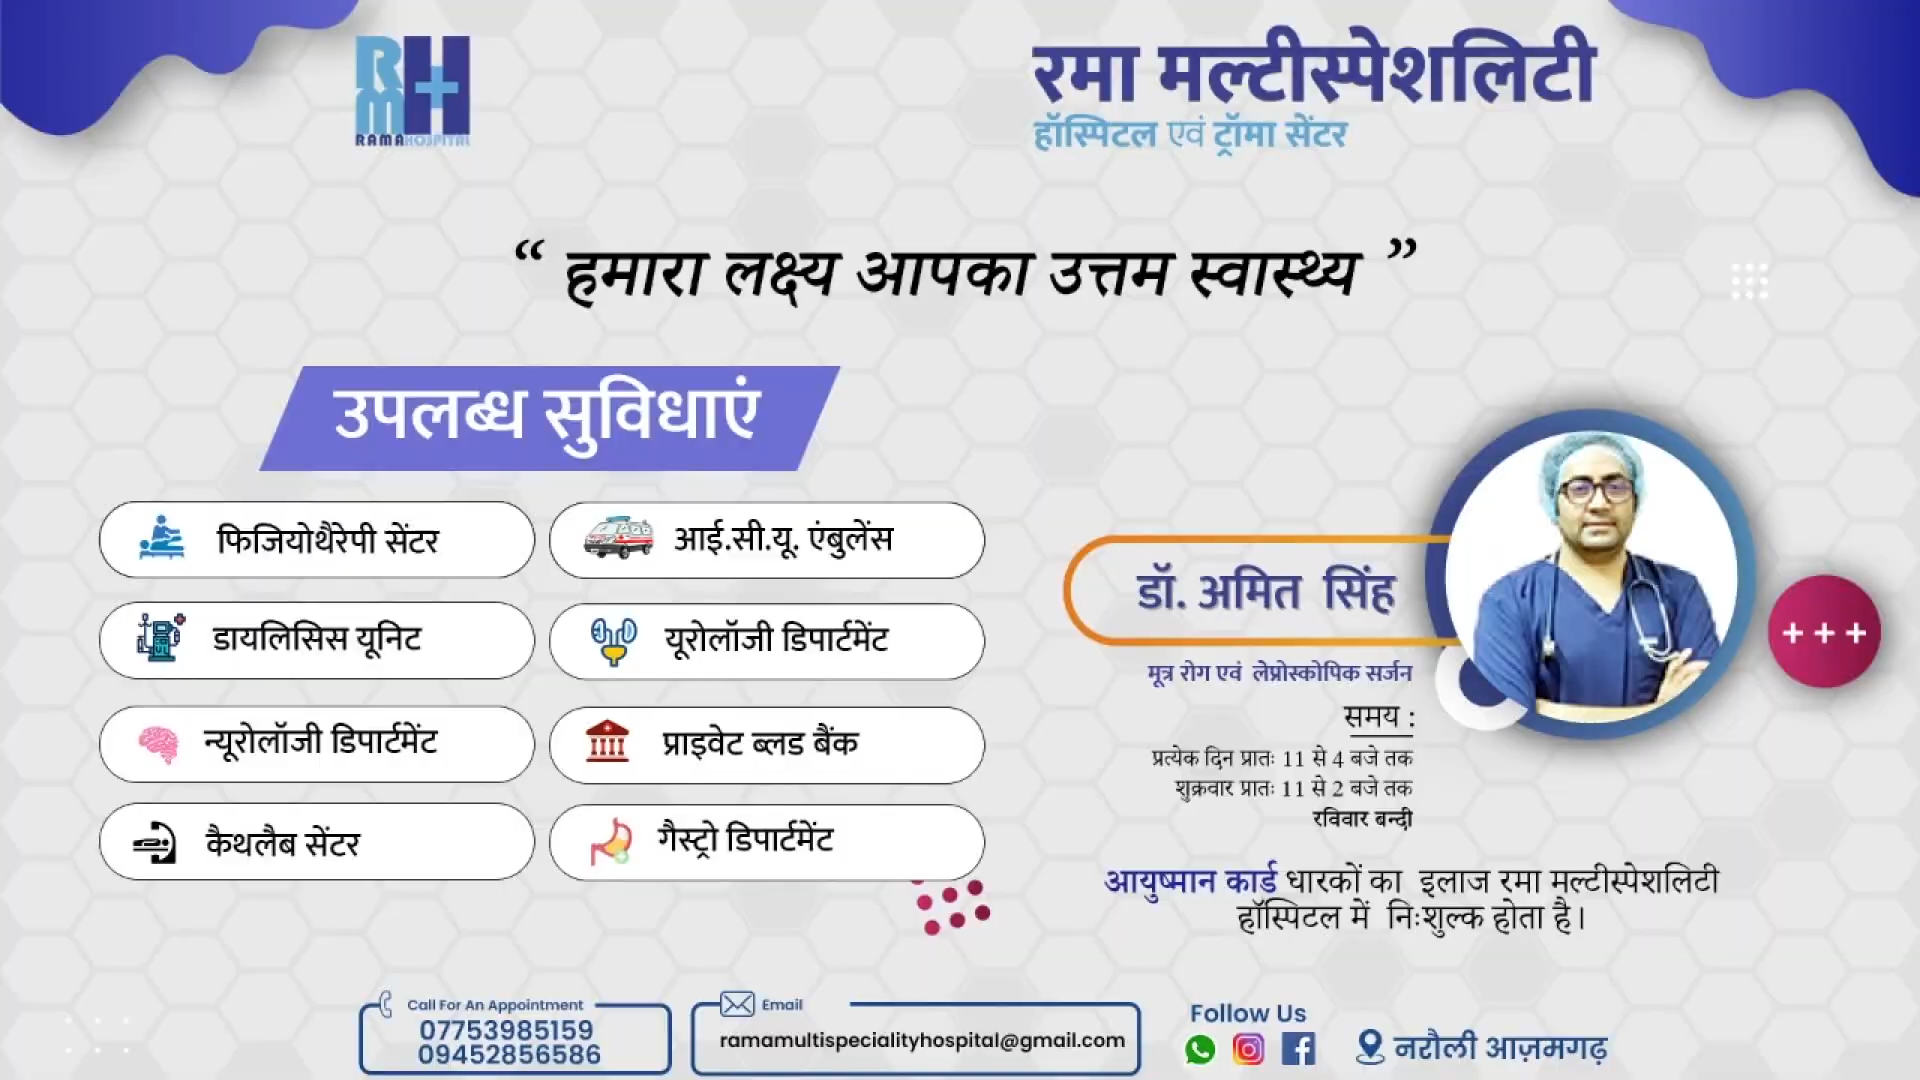 RAMAHOSPITAL
रमा मल्टीस्पेशलिटी
हॉस्पिटल एवं ट्रॉमा सेंटर
“ हमारा लक्ष्य आपका उत्तम स्वास्थ्य ”
उपलब्ध सुविधाएं
फिजियोथैरेपी सेंटर
आई.सी.यू. एंबुलेंस
डायलिसिस यूनिट
यूरोलॉजी डिपार्टमेंट
न्यूरोलॉजी डिपार्टमेंट
प्राइवेट ब्लड बैंक
कैथलैब सेंटर
गैस्ट्रो डिपार्टमेंट
डॉ. अमित सिंह
मूत्र रोग एवं लेप्रोस्कोपिक सर्जन
समय :
प्रत्येक दिन प्रातः 11 से 4 बजे तक
शुक्रवार प्रातः 11 से 2 बजे तक
रविवार बन्दी
आयुष्मान कार्ड धारकों का इलाज रमा मल्टीस्पेशलिटी
हॉस्पिटल में निःशुल्क होता है।
Call For An Appointment
07753985159
09452856586
Email
ramamultispecialityhospital@gmail.com
Follow Us
नरौली आज़मगढ़